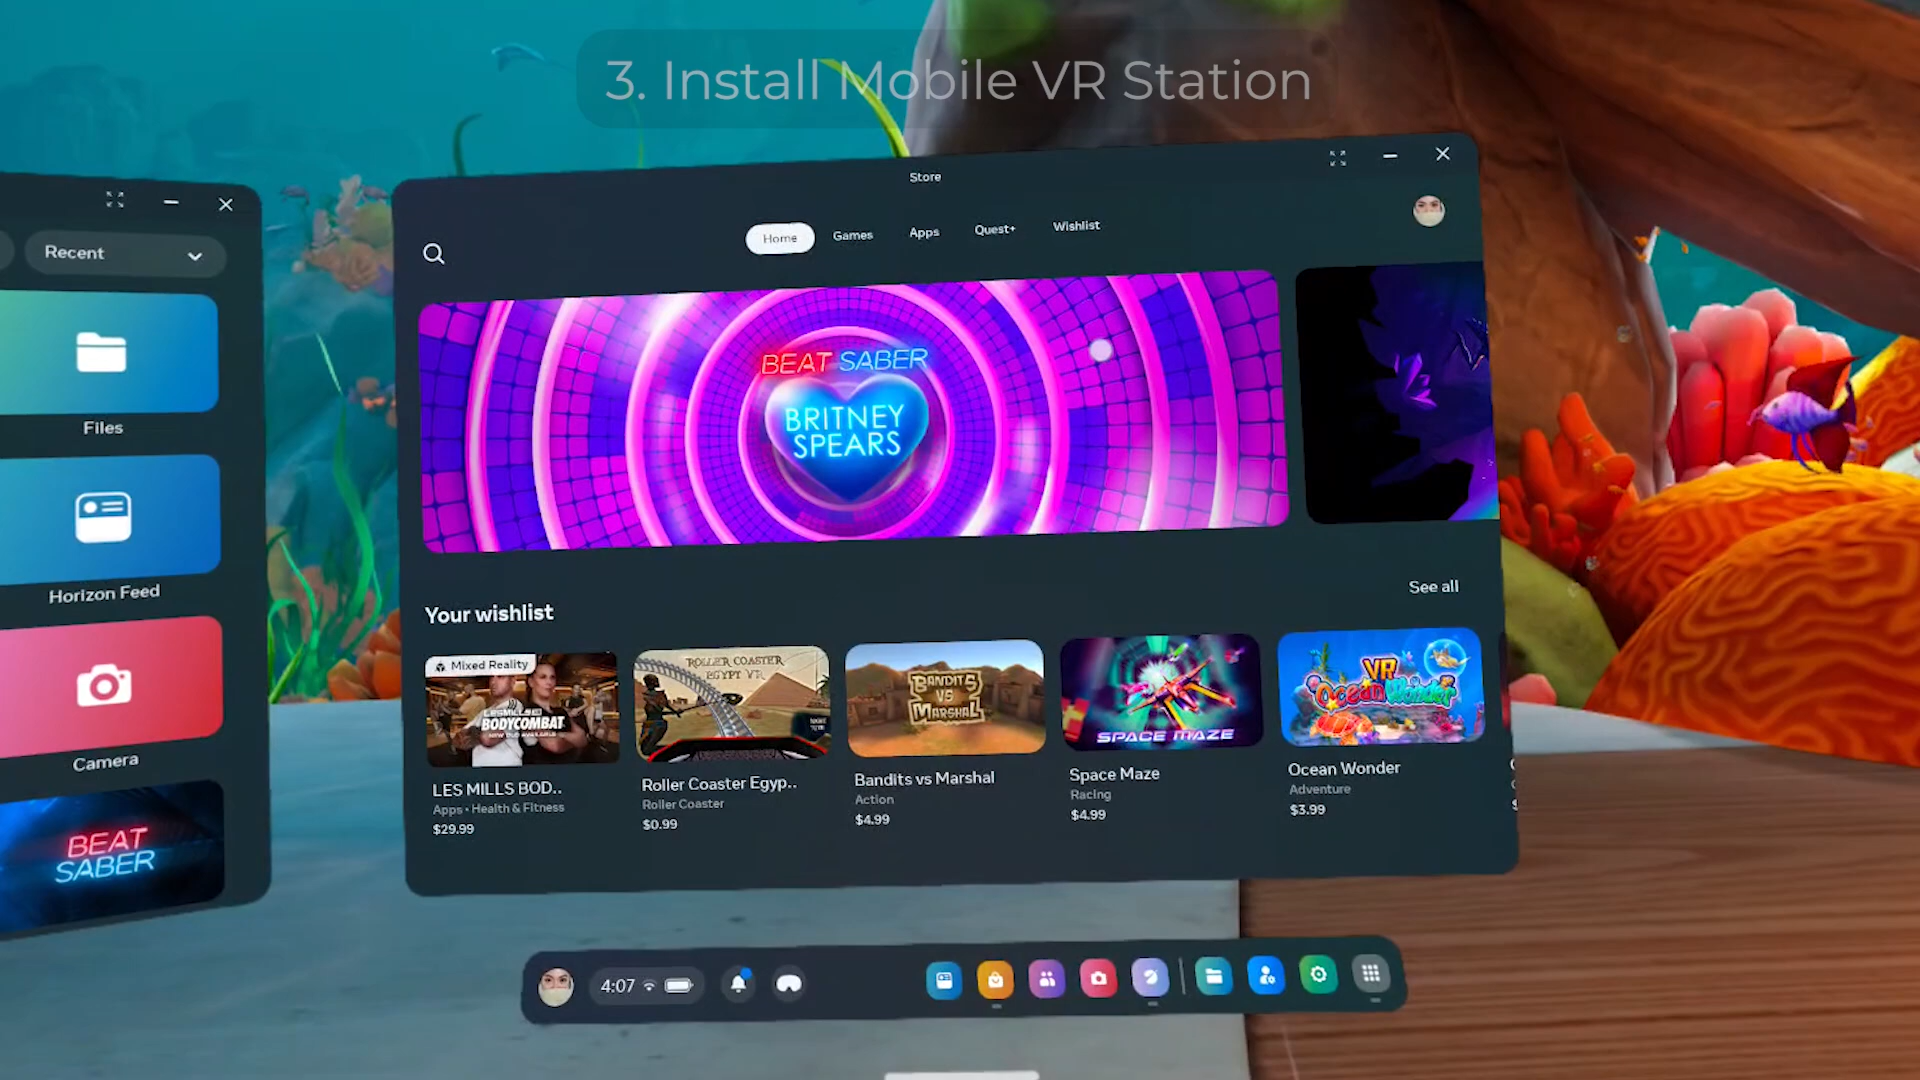 3. Install Mobile VR Station
Recent
Files
Horizon Feed
Camera
BEAT
SABER
Store
Home
Games
Apps
Quest+
Wishlist
BEAT SABER
BRITNEY
SPEARS
See all
Your wishlist
Mixed Reality
LESMILLS
BODYCOMBAT
LES MILLS BOD..
Apps • Health & Fitness
$29.99
ROLLER COASTER
EGYPT VR
Roller Coaster Egyp..
Roller Coaster
$0.99
BANDITS
VS
MARSHAL
Bandits vs Marshal
Action
$4.99
SPACE MAZE
Space Maze
Racing
$4.99
VR
Ocean Wonder
Ocean Wonder
Adventure
$3.99
4:07